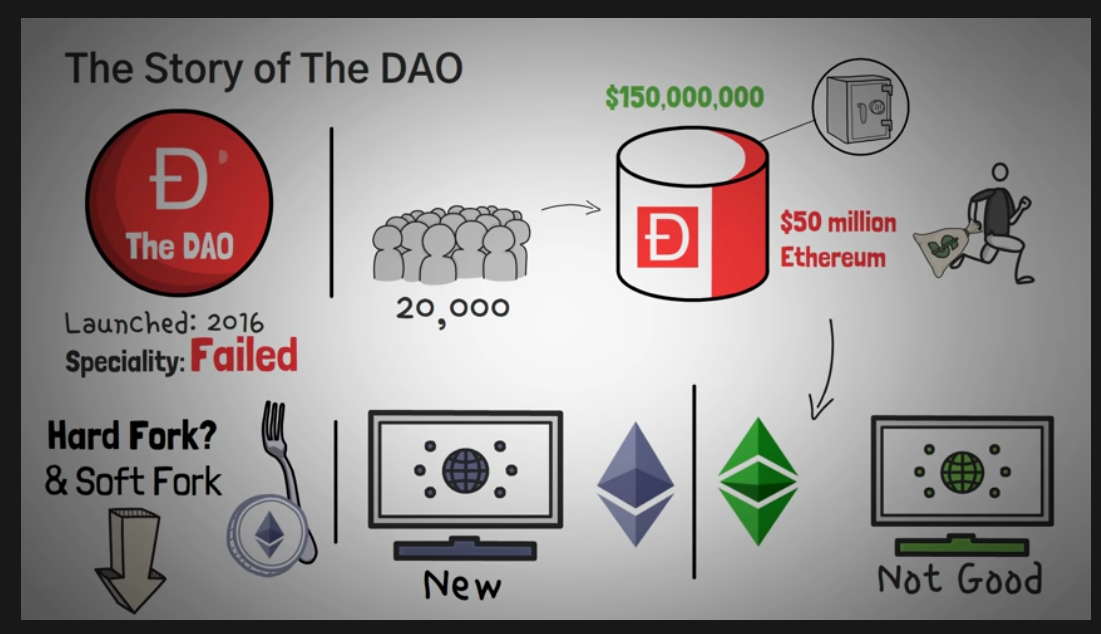 The Story of The DAO
Đ
The DAO
Launched: 2016
Speciality: Failed
20,000
$150,000,000
Đ
$50 million
Ethereum
$
Hard Fork?
& Soft Fork
New
Not Good